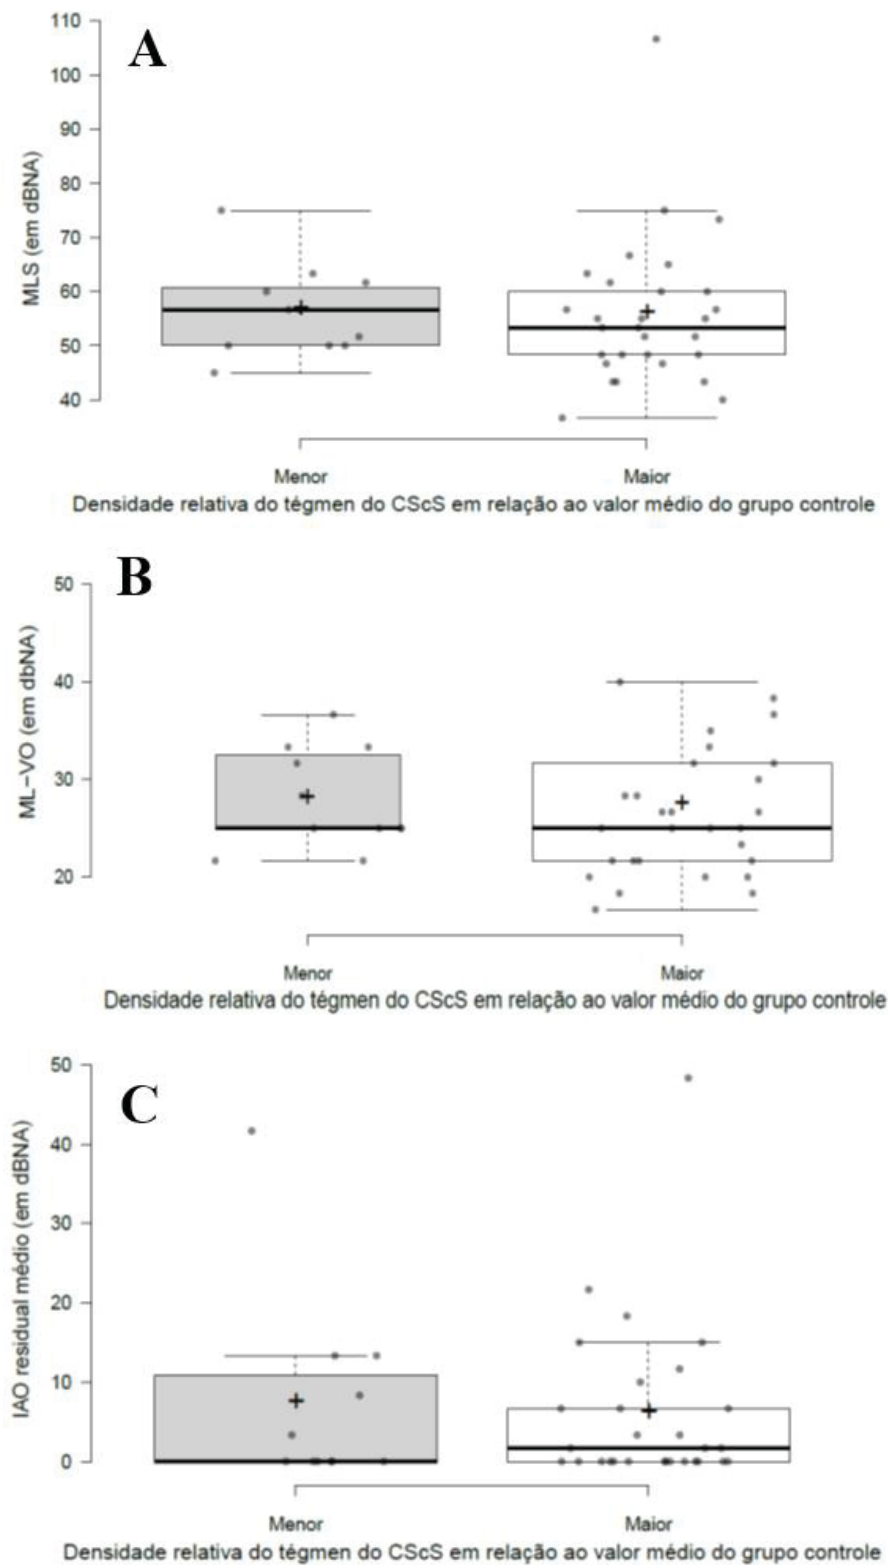 A
110
100
90
80
70
60
50
40
MLS (em dBNA)
Menor Maior
Densidade relativa do tégmen do CScS em relação ao valor médio do grupo controle
B
50
40
30
20
ML-VO (em dbNA)
Menor Maior
Densidade relativa do tégmen do CScS em relação ao valor médio do grupo controle
C
50
40
30
20
10
0
IAO residual médio (em dBNA)
Menor Maior
Densidade relativa do tégmen do CScS em relação ao valor médio do grupo controle